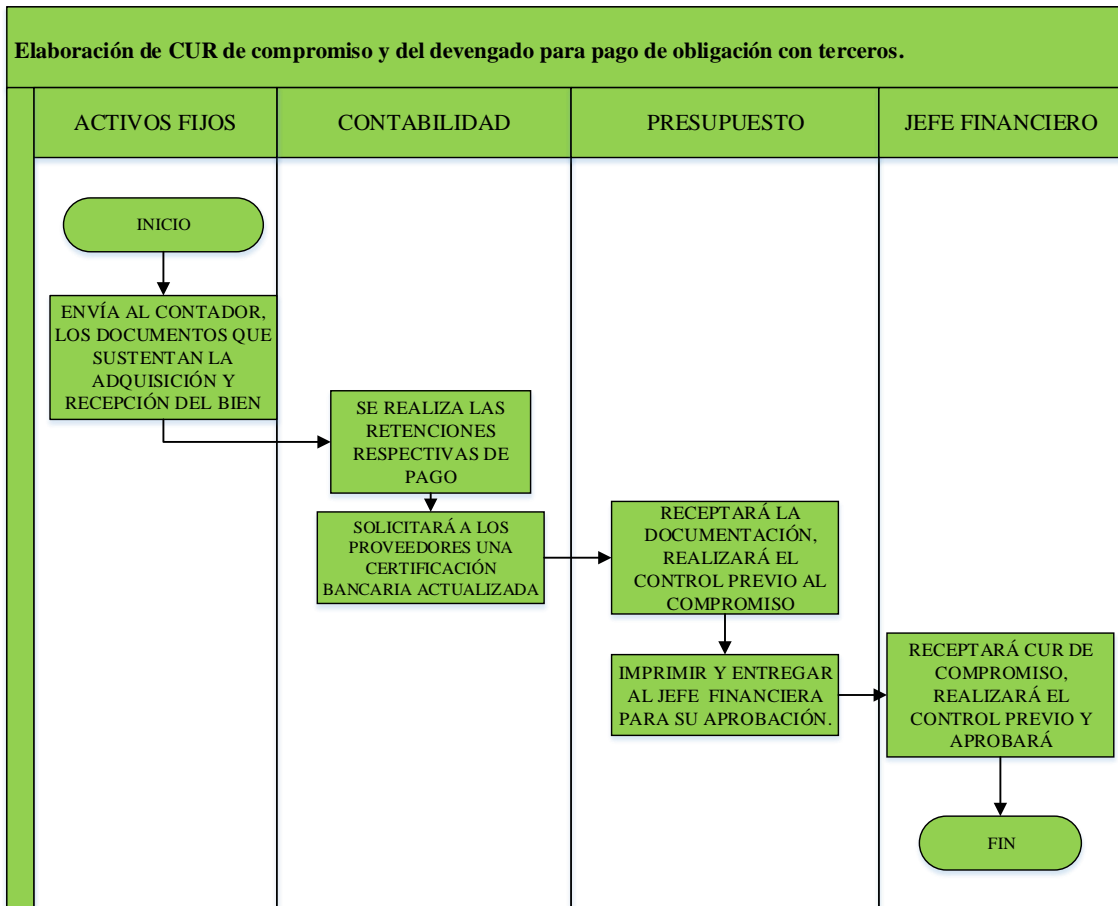 Elaboración de CUR de compromiso y del devengado para pago de obligación con terceros.
ACTIVOS FIJOS
CONTABILIDAD
PRESUPUESTO
JEFE FINANCIERO
INICIO
ENVÍA AL CONTADOR,
LOS DOCUMENTOS QUE
SUSTENTAN LA
ADQUISICIÓN Y
RECEPCIÓN DEL BIEN
SE REALIZA LAS
RETENCIONES
RESPECTIVAS DE
PAGO
SOLICITARÁ A LOS
PROVEEDORES UNA
CERTIFICACIÓN
BANCARIA ACTUALIZADA
RECEPTARÁ LA
DOCUMENTACIÓN,
REALIZARÁ EL
CONTROL PREVIO AL
COMPROMISO
IMPRIMIR Y ENTREGAR
AL JEFE FINANCIERA
PARA SU APROBACIÓN.
RECEPTARÁ CUR DE
COMPROMISO,
REALIZARÁ EL
CONTROL PREVIO Y
APROBARÁ
FIN